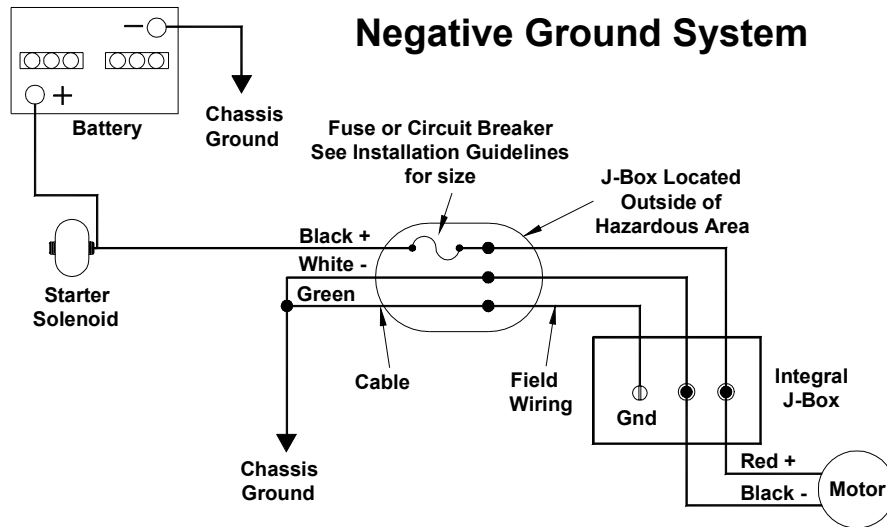 Negative Ground System
−
+
Battery
Chassis
Ground
Fuse or Circuit Breaker
See Installation Guidelines
for size
J-Box Located
Outside of
Hazardous Area
Black +
White -
Green
Starter
Solenoid
Cable
Field
Wiring
Integral
J-Box
Gnd
Chassis
Ground
Red +
Black -
Motor